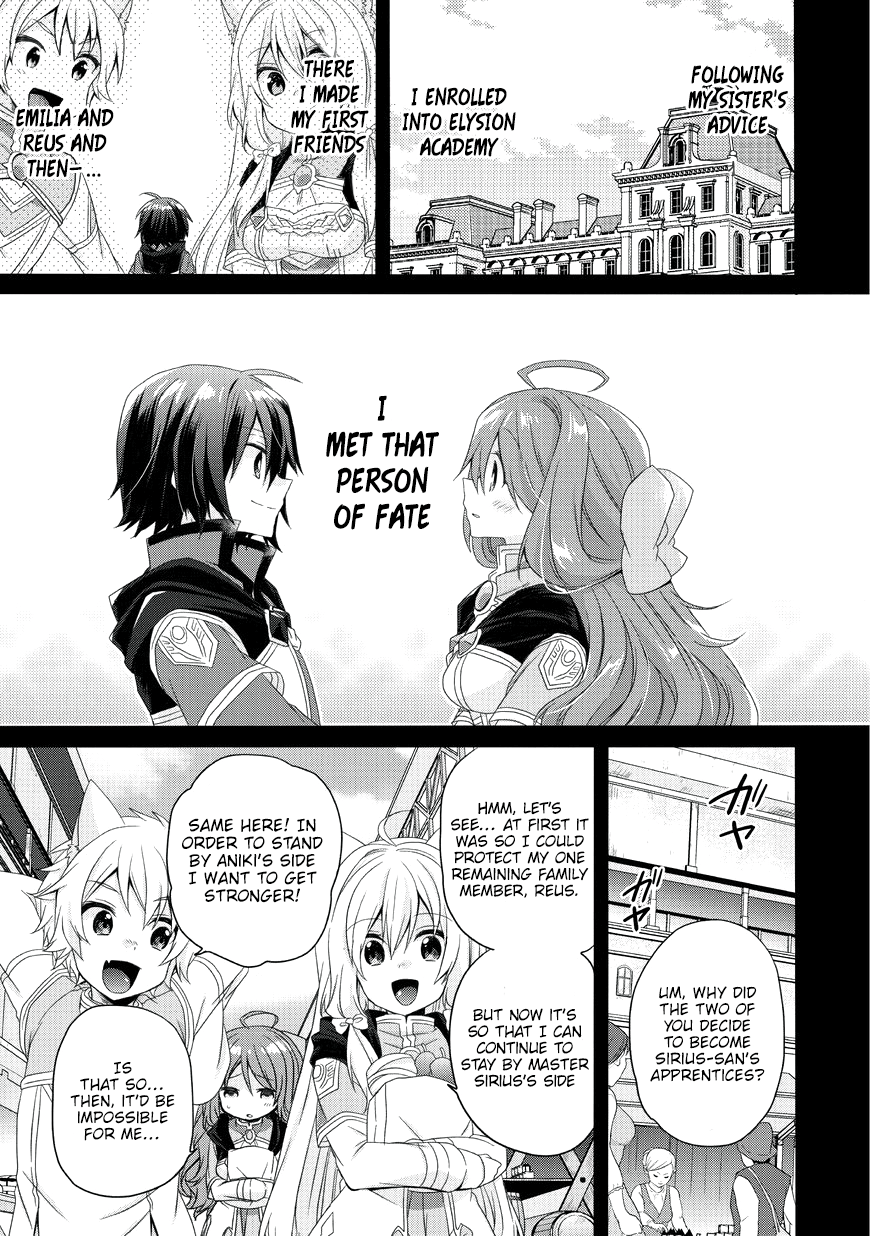 FOLLOWING
MY SISTER'S
ADVICE
I ENROLLED
INTO ELYSION
ACADEMY
THERE
I MADE
MY FIRST
FRIENDS
EMILIA AND
REUS AND
THEN— ...
I
MET THAT
PERSON
OF FATE
ガヤ
ガヤ
UM, WHY DID
THE TWO OF
YOU DECIDE
TO BECOME
SIRIUS-SAN'S
APPRENTICES?
HMM, LET'S
SEE... AT FIRST IT
WAS SO I COULD
PROTECT MY ONE
REMAINING FAMILY
MEMBER, REUS.
BUT NOW IT'S
SO THAT I CAN
CONTINUE TO
STAY BY MASTER
SIRIUS'S SIDE
SAME HERE! IN
ORDER TO STAND
BY ANIKI'S SIDE
I WANT TO GET
STRONGER!
IS
THAT SO...
THEN, IT'D BE
IMPOSSIBLE
FOR ME...